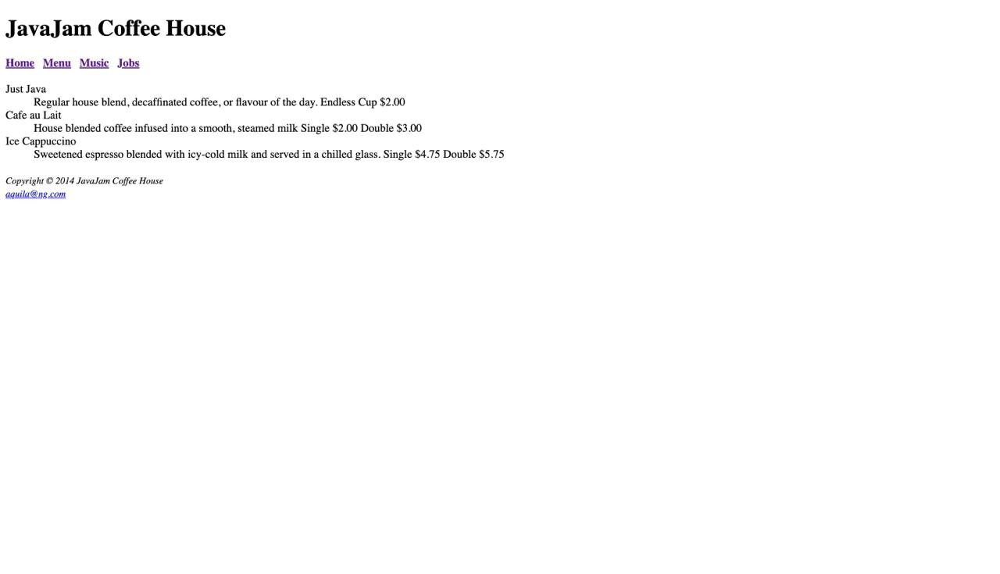 JavaJam Coffee House
Home Menu Music Jobs
Just Java
Regular house blend, decaffinated coffee, or flavour of the day. Endless Cup $2.00
Cafe au Lait
House blended coffee infused into a smooth, steamed milk Single $2.00 Double $3.00
Ice Cappuccino
Sweetened espresso blended with icy-cold milk and served in a chilled glass. Single $4.75 Double $5.75
Copyright © 2014 JavaJam Coffee House
aquila@ng.com